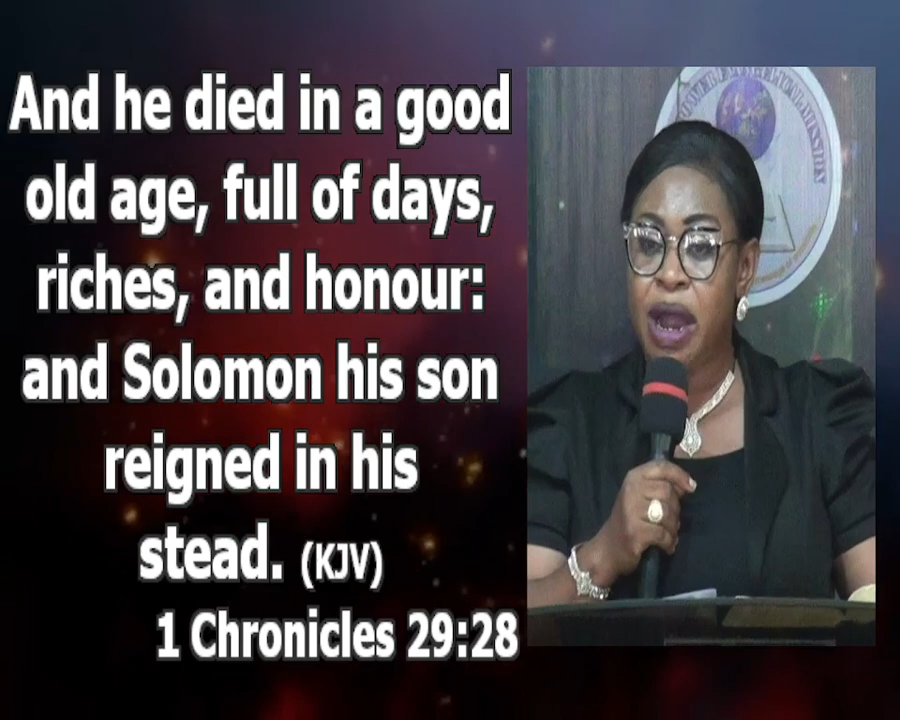 And he died in a good
old age, full of days,
riches, and honour:
and Solomon his son
reigned in his
stead. (KJV)
1 Chronicles 29:28